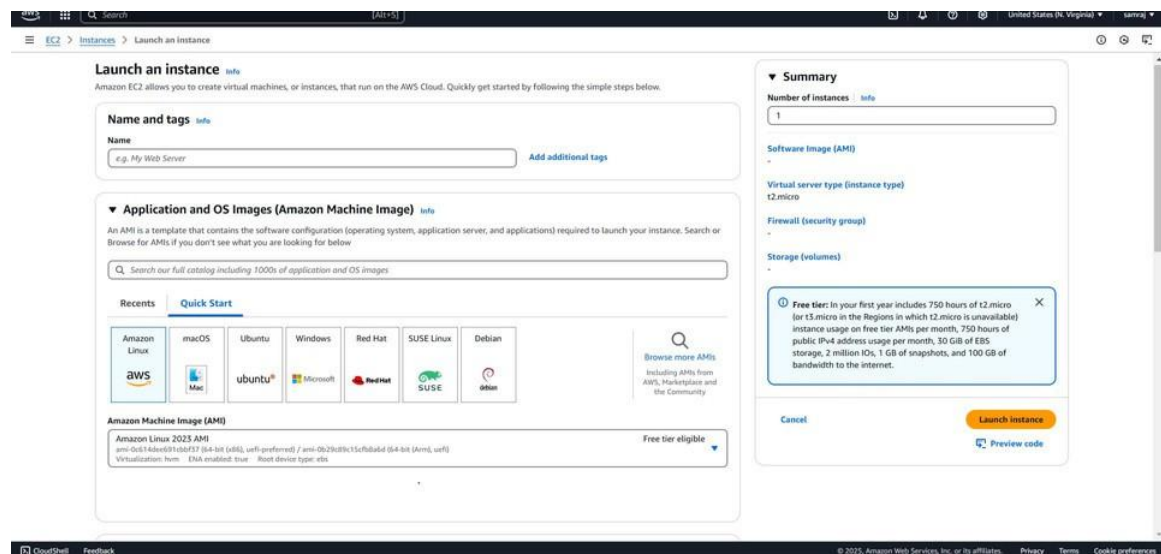 aws
Search
[Alt+S]
United States (N. Virginia)
samraj
EC2 > Instances > Launch an instance
Launch an instance Info
Amazon EC2 allows you to create virtual machines, or instances, that run on the AWS Cloud. Quickly get started by following the simple steps below.
Name and tags Info
Name
e.g. My Web Server
Add additional tags
Application and OS Images (Amazon Machine Image) Info
An AMI is a template that contains the software configuration (operating system, application server, and applications) required to launch your instance. Search or
Browse for AMIs if you don't see what you are looking for below
Search our full catalog including 1000s of application and OS images
Recents
Quick Start
Amazon
Linux
aws
macOS
Mac
Ubuntu
ubuntu
Windows
Microsoft
Red Hat
Red Hat
SUSE Linux
SUSE
Debian
debian
Browse more AMIs
Including AMIs from
AWS, Marketplace and
the Community
Amazon Machine Image (AMI)
Amazon Linux 2023 AMI
Free tier eligible
(64-bit (x86), uefi-preferred) / (64-bit (Arm), uefi)
Virtualization: hvm ENA enabled: true Root device type: ebs
Summary
Number of instances Info
1
Software Image (AMI)
-
Virtual server type (instance type)
t2.micro
Firewall (security group)
-
Storage (volumes)
-
Free tier: In your first year includes 750 hours of t2.micro
(or t3.micro in the Regions in which t2.micro is unavailable)
instance usage on free tier AMIs per month, 750 hours of
public IPv4 address usage per month, 30 GiB of EBS
storage, 2 million IOs, 1 GB of snapshots, and 100 GB of
bandwidth to the internet.
Cancel
Launch instance
Preview code
CloudShell
Feedback
© 2025, Amazon Web Services, Inc. or its affiliates.
Privacy
Terms
Cookie preferences